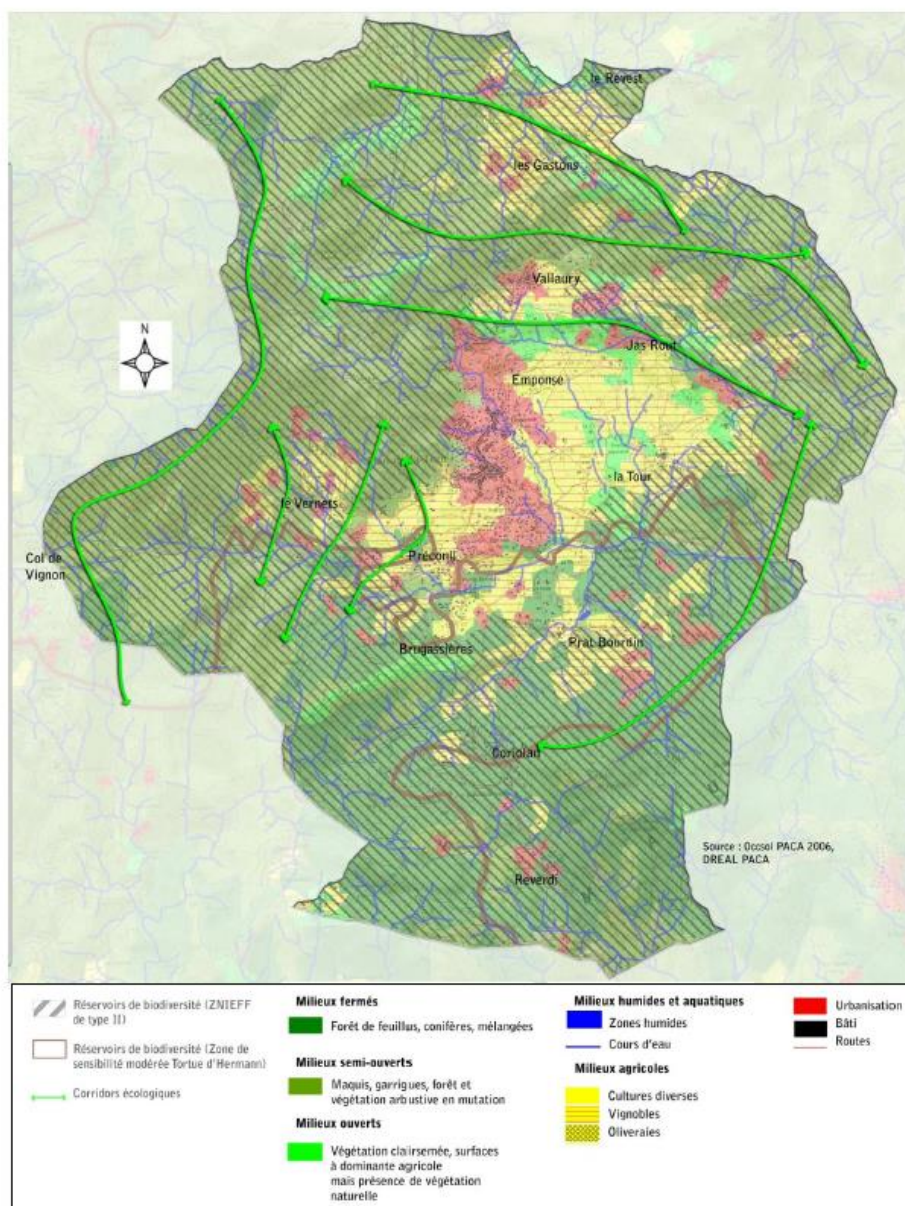 le Revest
les Gastons
Vallaury
N
Jas Rout
Emponse
la Tour
le Vernets
Préconil
Col de
Vignon
Brugassières
Prat Bourdin
Coriolan
Source : Occsol PACA 2006,
DREAL PACA
Reverdi
Réservoirs de biodiversité (ZNIEFF
de type II)
Réservoirs de biodiversité (Zone de
sensibilité modérée Tortue d'Hermann)
Corridors écologiques
Milieux fermés
Forêt de feuillus, conifères, mélangées
Milieux semi-ouverts
Maquis, garrigues, forêt et
végétation arbustive en mutation
Milieux ouverts
Végétation clairsemée, surfaces
à dominante agricole
mais présence de végétation
naturelle
Milieux humides et aquatiques
Zones humides
Cours d'eau
Milieux agricoles
Cultures diverses
Vignobles
Oliveraies
Urbanisation
Bâti
Routes